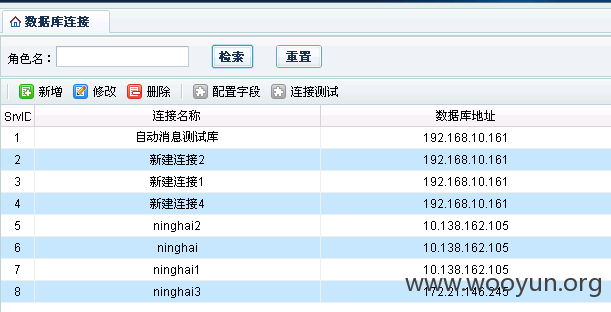 数据库连接
角色名： 检索 重置
新增 修改 删除 配置字段 连接测试
SrvID 连接名称 数据库地址
1 自动消息测试库 192.168.10.161
2 新建连接2 192.168.10.161
3 新建连接1 192.168.10.161
4 新建连接4 192.168.10.161
5 ninghai2 10.138.162.105
6 ninghai 10.138.162.105
7 ninghai1 10.138.162.105
8 ninghai3 172.21.146.245
www.wooyun.org